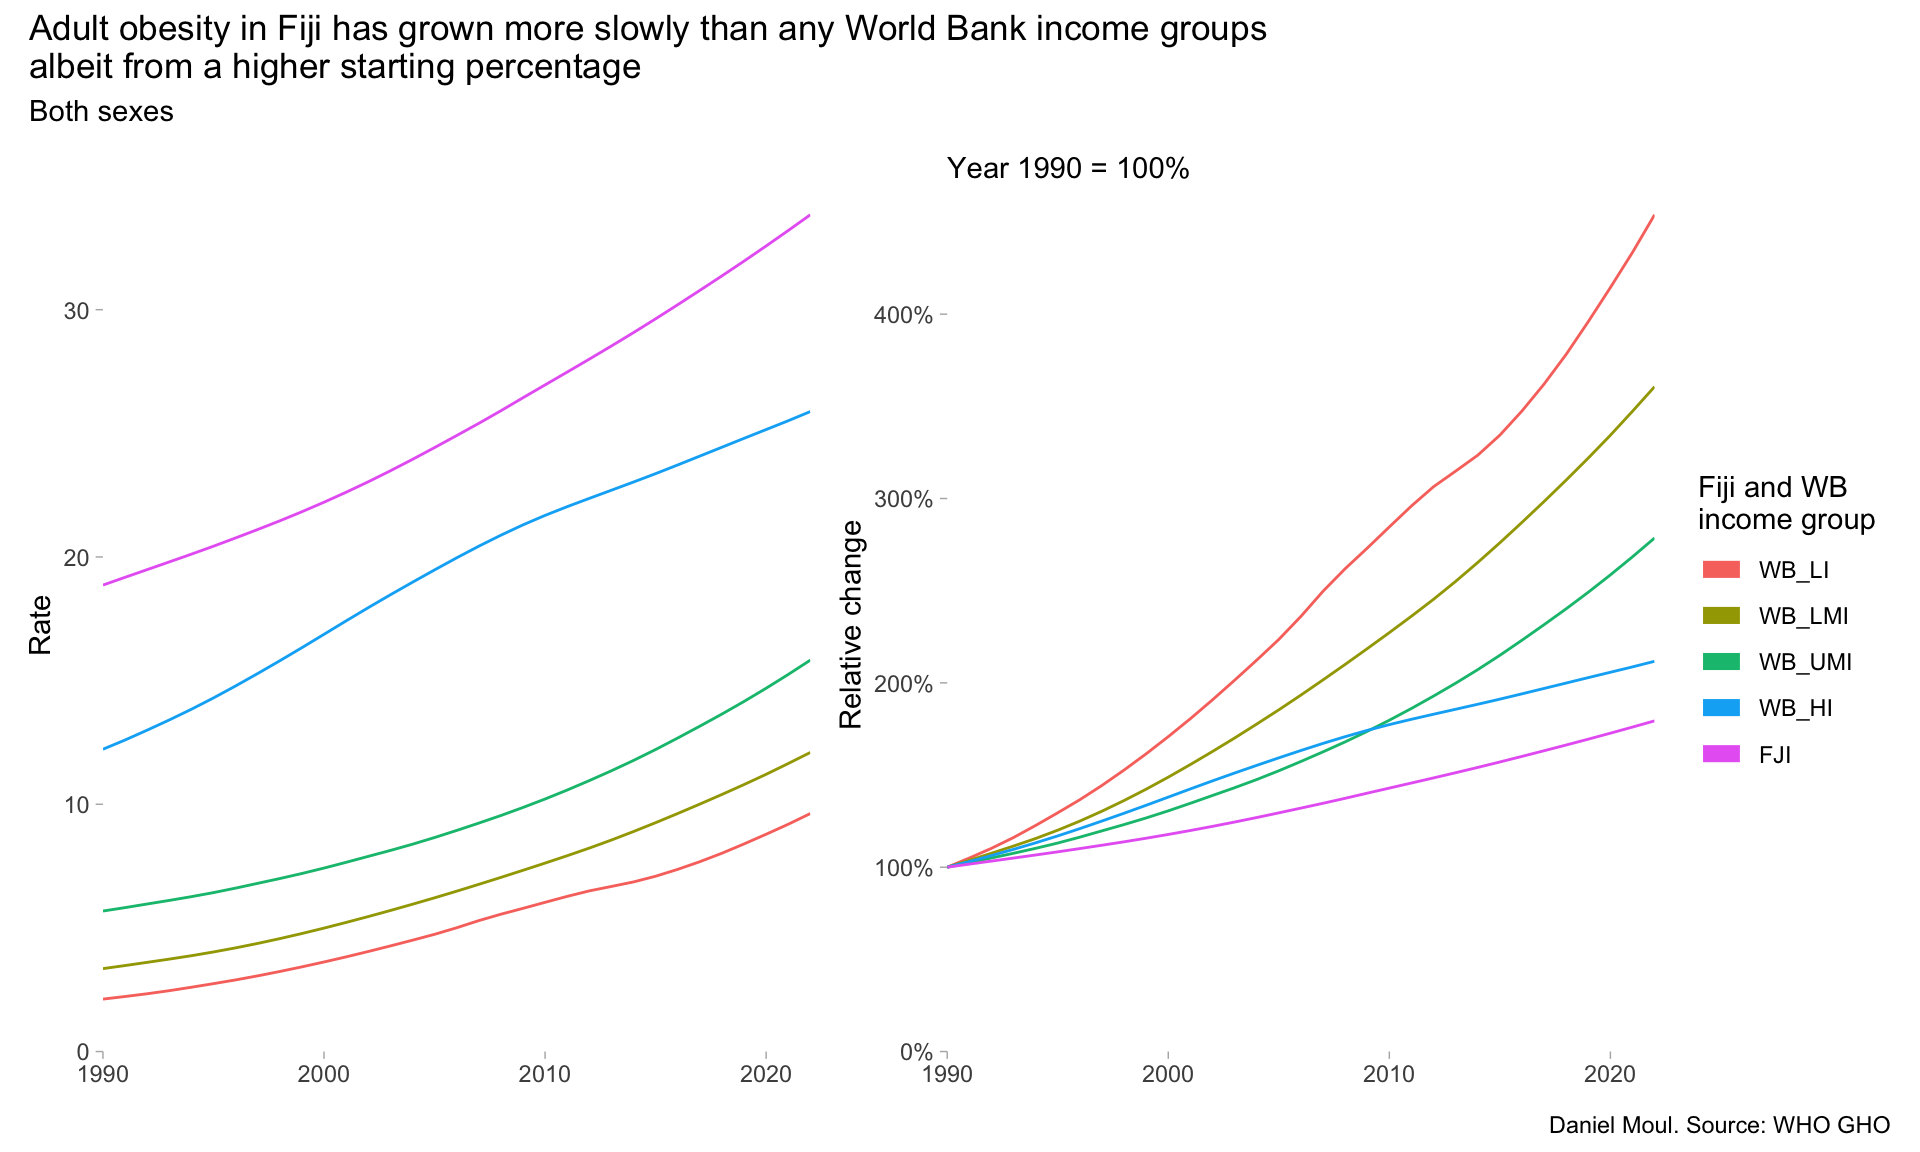 Adult obesity in Fiji has grown more slowly than any World Bank income groups
albeit from a higher starting percentage
Both sexes
Rate
30
20
10
0
1990
2000
2010
2020
Year 1990 = 100%
Relative change
400%
300%
200%
100%
0%
1990
2000
2010
2020
Fiji and WB
income group
WB_LI
WB_LMI
WB_UMI
WB_HI
FJI
Daniel Moul. Source: WHO GHO